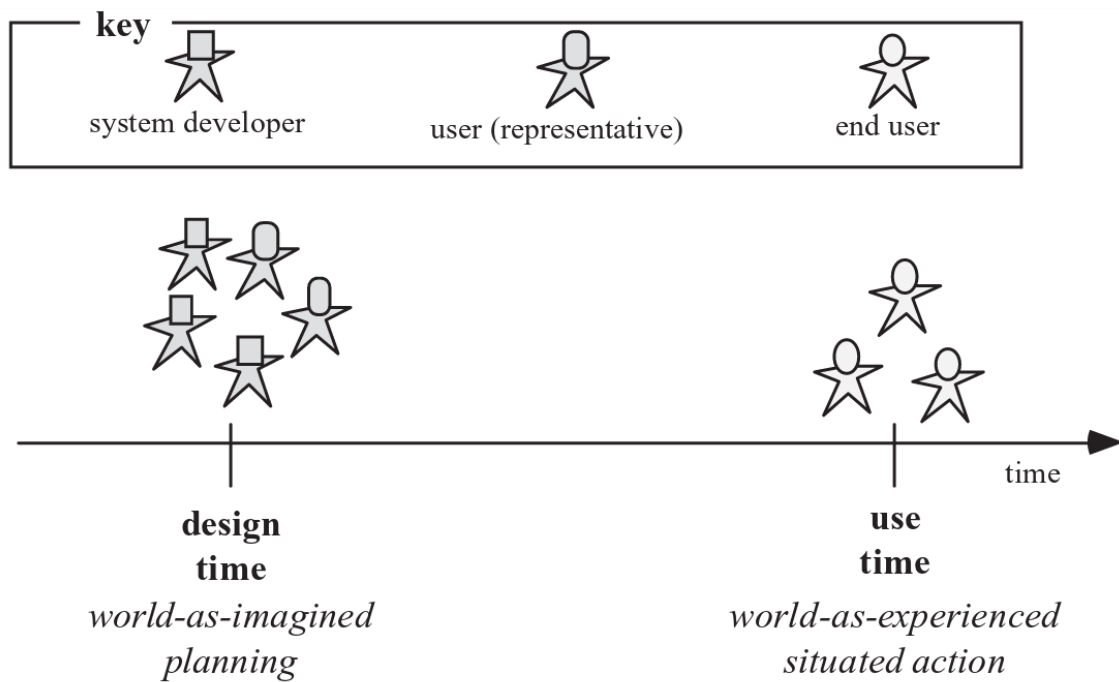 key
system developer
user (representative)
end user
time
design
time
world-as-imagined
planning
use
time
world-as-experienced
situated action